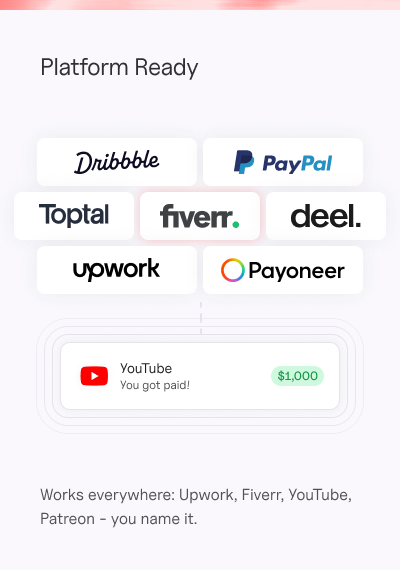 Platform Ready
Dribbble
PayPal
Toptal
fiverr.
deel.
upwork
Payoneer
YouTube
You got paid!
$1,000
Works everywhere: Upwork, Fiverr, YouTube,
Patreon - you name it.